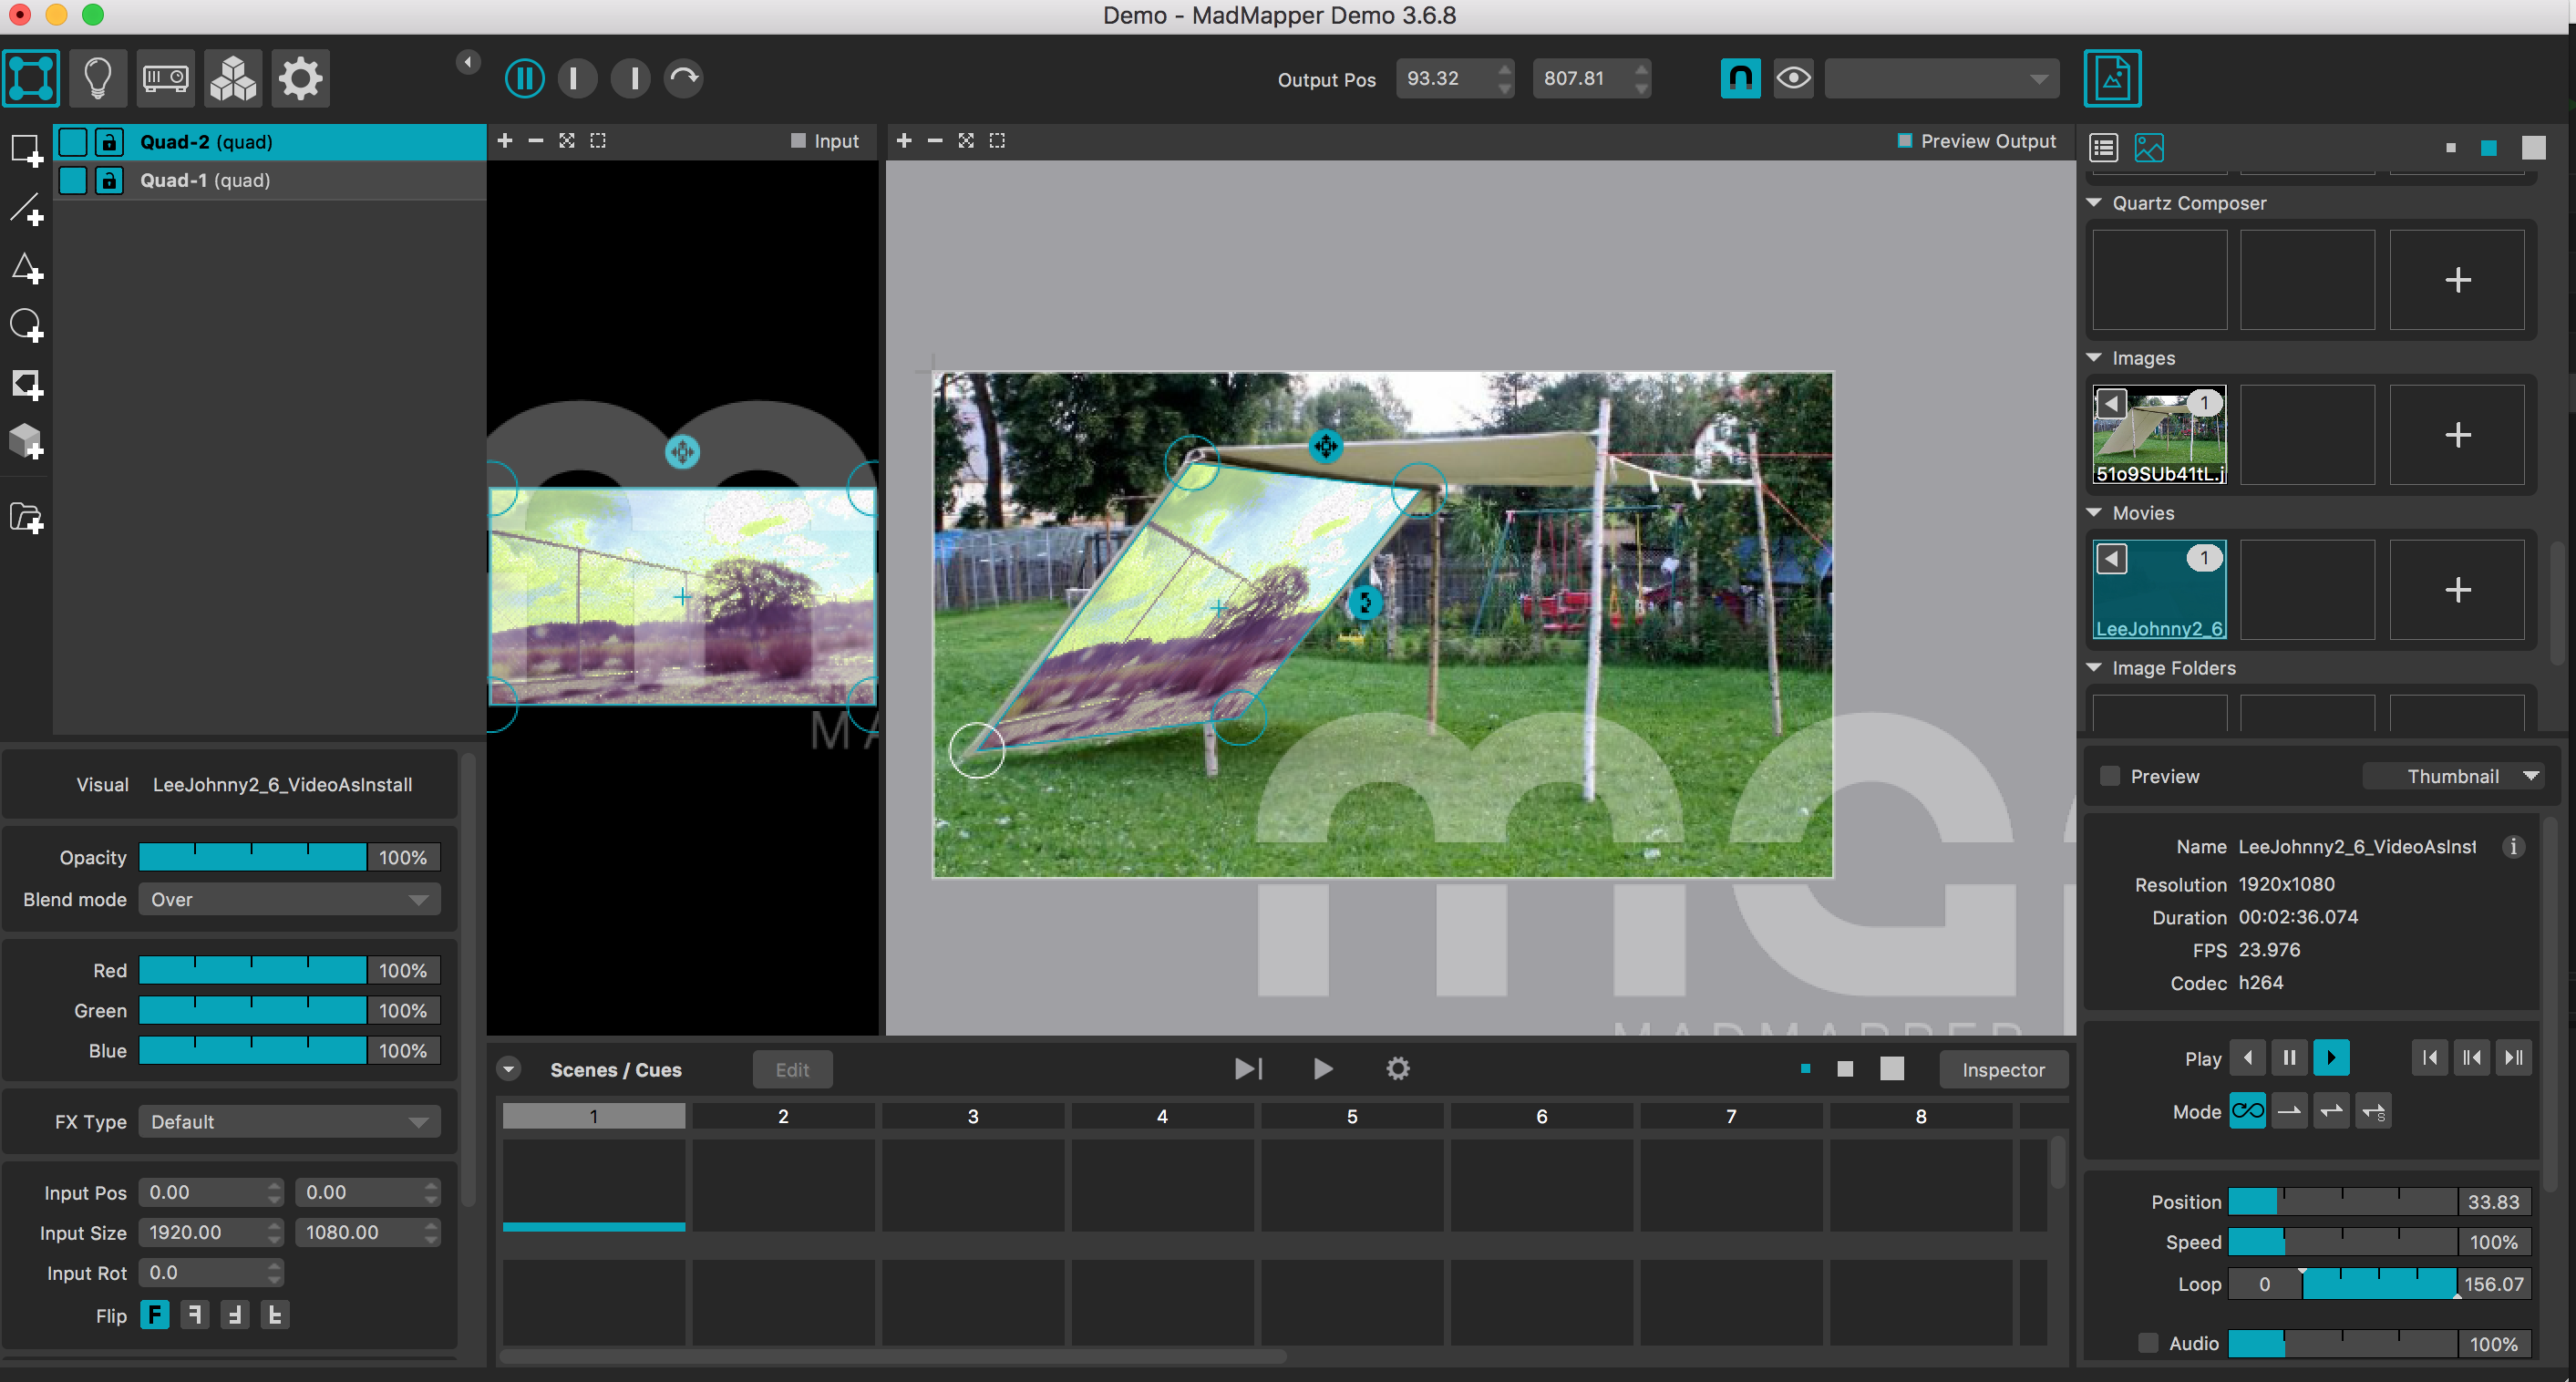 Demo - MadMapper Demo 3.6.8
Output Pos 93.32 807.81
Quad-2 (quad)
Quad-1 (quad)
Input
Preview Output
Quartz Composer
Images
1
51o9SUb41tL.j
Movies
1
LeeJohnny2_6
Image Folders
MA
ma
MADMAPPER
Visual LeeJohnny2_6_VideoAsInstall
Opacity 100%
Blend mode Over
Red 100%
Green 100%
Blue 100%
FX Type Default
Input Pos 0.00 0.00
Input Size 1920.00 1080.00
Input Rot 0.0
Flip F F F F
Scenes / Cues Edit Inspector
1 2 3 4 5 6 7 8
Preview Thumbnail
Name LeeJohnny2_6_VideoAsInst
Resolution 1920x1080
Duration 00:02:36.074
FPS 23.976
Codec h264
Play
Mode
Position 33.83
Speed 100%
Loop 0 156.07
Audio 100%